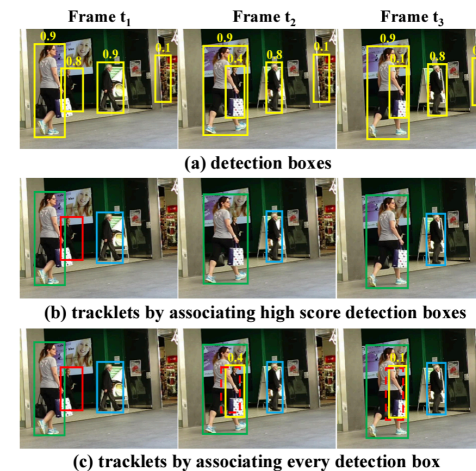 Frame t1 Frame t2 Frame t3
0.9 0.8 0.9 0.1 0.9 0.4 0.8 0.1 0.9 0.1 0.8
(a) detection boxes
(b) tracklets by associating high score detection boxes
0.4 0.1
(c) tracklets by associating every detection box